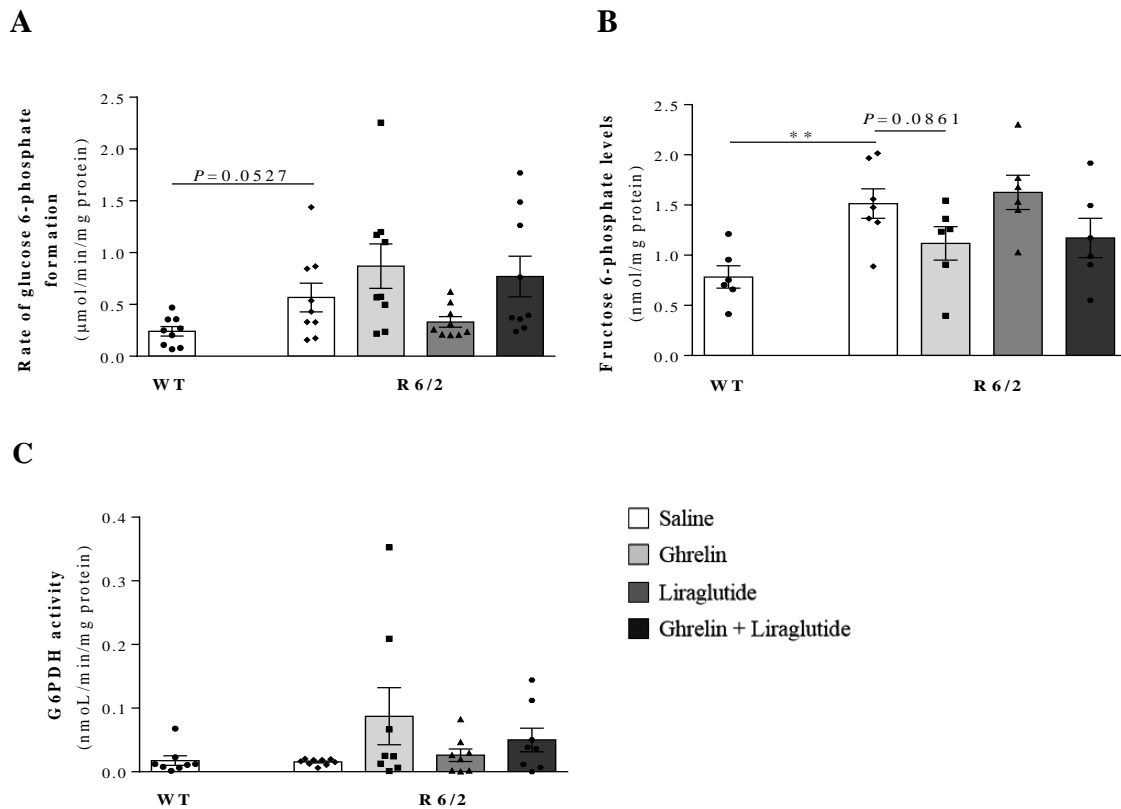 A
Rate of glucose 6-phosphate
formation
(μmol/min/mg protein)
2.5
2.0
1.5
1.0
0.5
0.0
P=0.0527
WT
R6/2
B
Fructose 6-phosphate levels
(nmol/mg protein)
2.5
2.0
1.5
1.0
0.5
0.0
**
P=0.0861
WT
R6/2
C
G6PDH activity
(nmoL/min/mg protein)
0.4
0.3
0.2
0.1
0.0
WT
R6/2
Saline
Ghrelin
Liraglutide
Ghrelin + Liraglutide